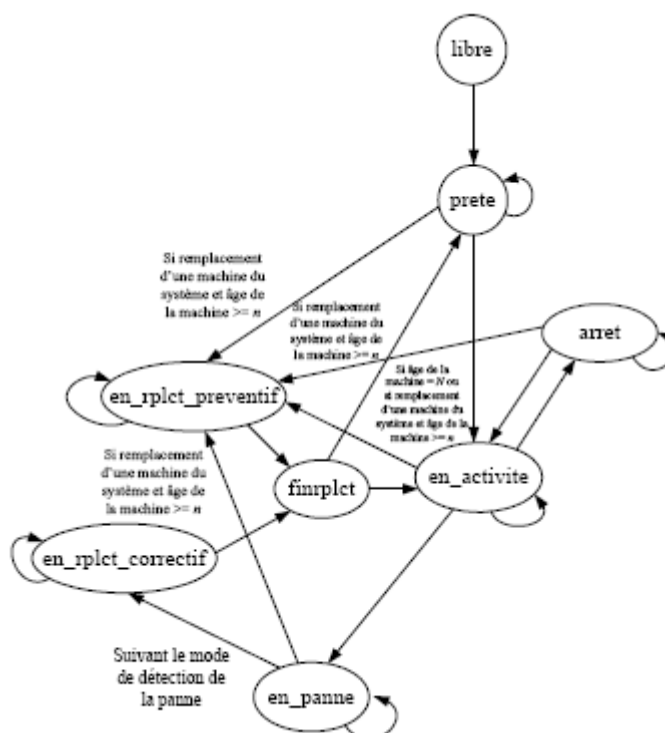 libre
prete
Si remplacement
d'une machine du
système et âge de
la machine >= n
Si remplacement
d'une machine du
système et âge de
la machine >= n
arret
Si âge de la
machine = N ou
si remplacement
d'une machine du
système et âge de la
machine >= n
en_rplct_preventif
Si remplacement
d'une machine du
système et âge de
la machine >= n
finrplct
en_activite
en_rplct_correctif
Suivant le mode
de détection de
la panne
en_panne